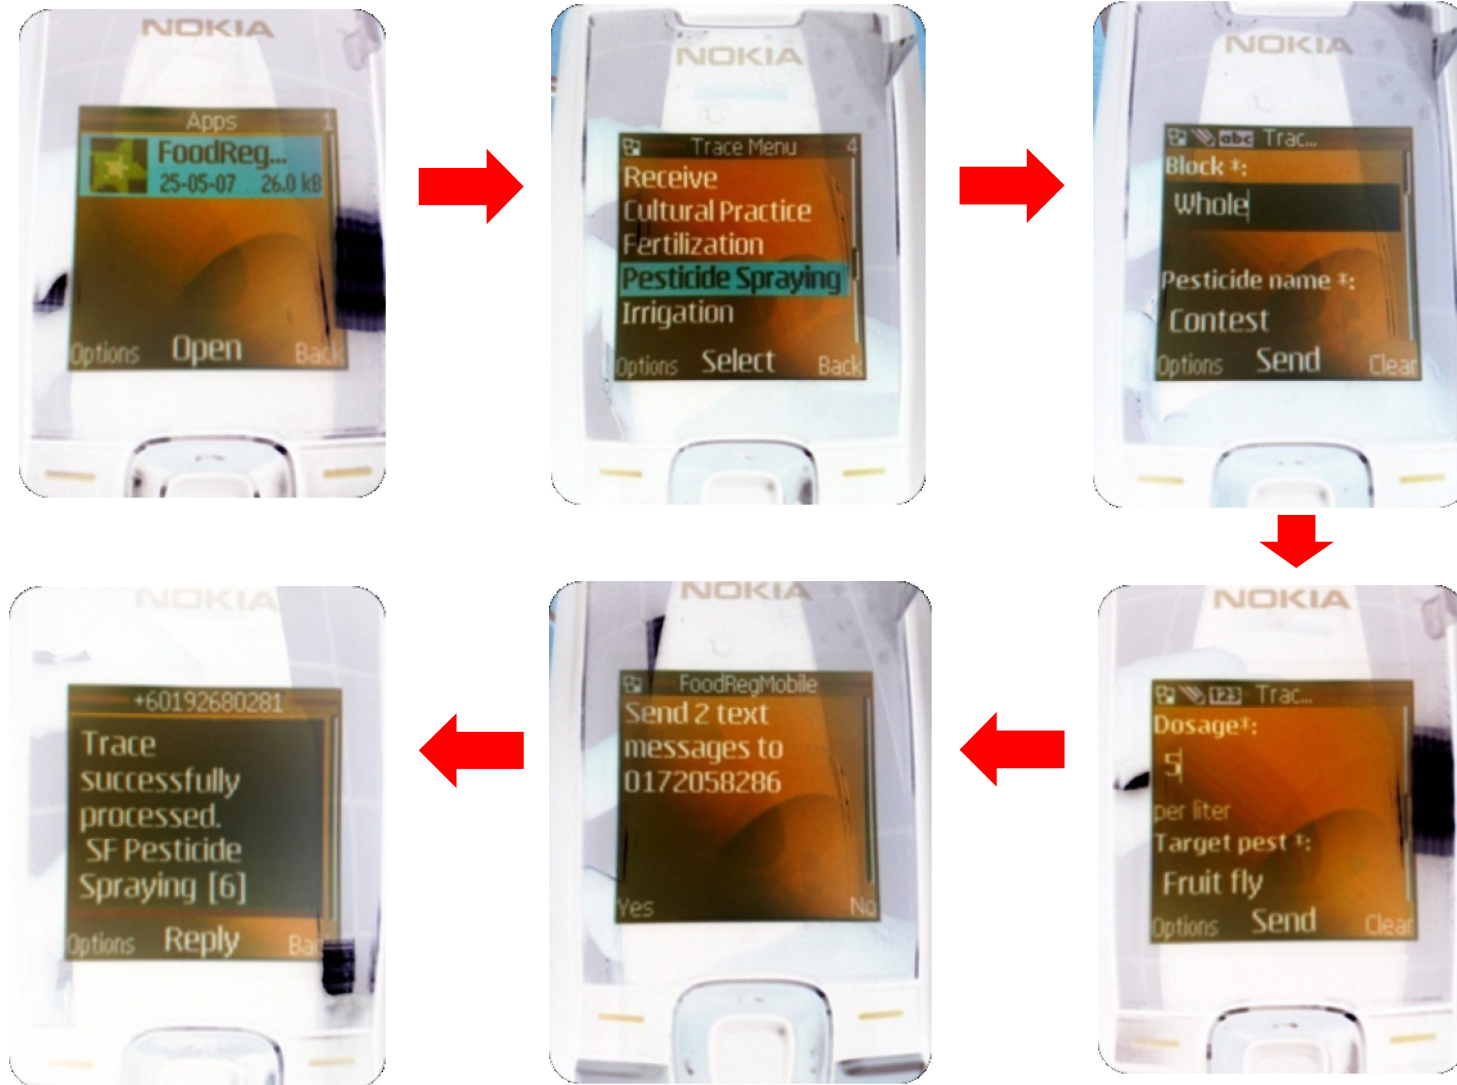 NOKIA
Apps 1
FoodReg...
25-05-07 26.0 kB
Options Open Back
NOKIA
Trace Menu 4
Receive
Cultural Practice
Fertilization
Pesticide Spraying
Irrigation
Options Select Back
NOKIA
abc Trac...
Block *:
Whole
Pesticide name *:
Contest
Options Send Clear
NOKIA
123 Trac...
Dosage*:
5
per liter
Target pest *:
Fruit fly
Options Send Clear
NOKIA
FoodRegMobile
Send 2 text
messages to
0172058286
Yes No
NOKIA
+60192680281
Trace
successfully
processed.
SF Pesticide
Spraying [6]
Options Reply Back